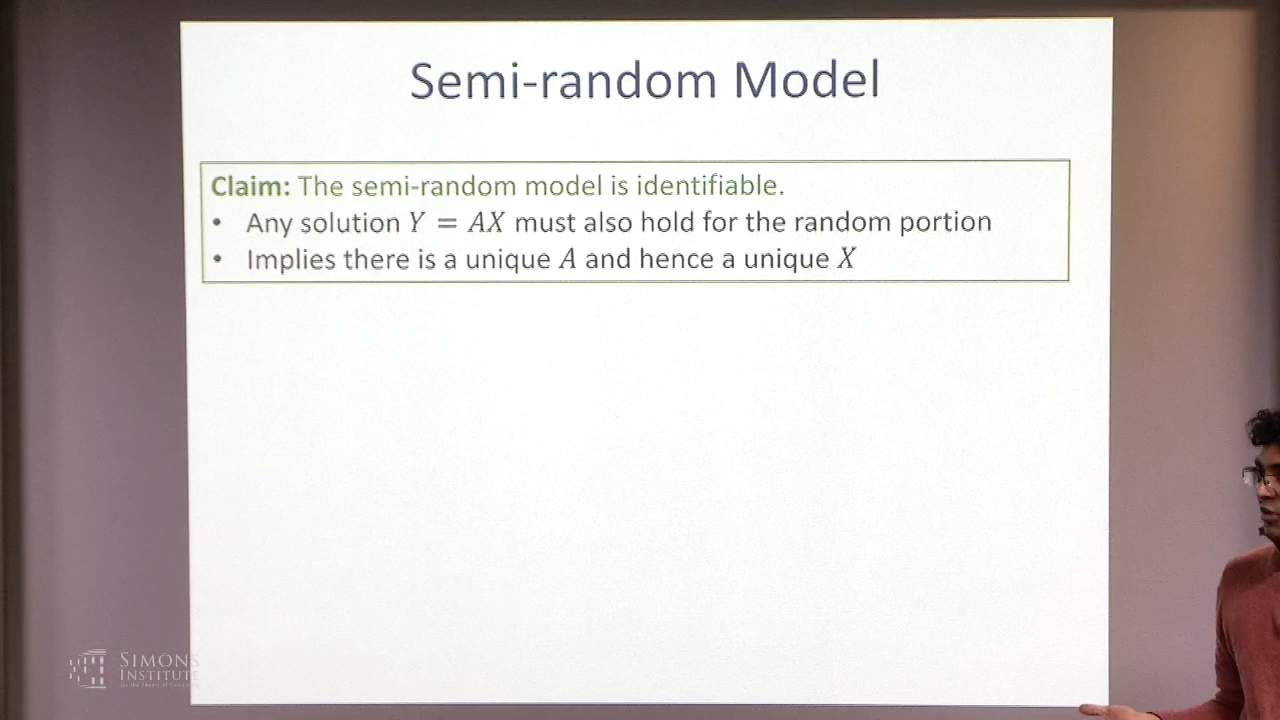 Semi-random Model
Claim: The semi-random model is identifiable.
• Any solution Y = AX must also hold for the random portion
• Implies there is a unique A and hence a unique X
SIMONS
INSTITUTE